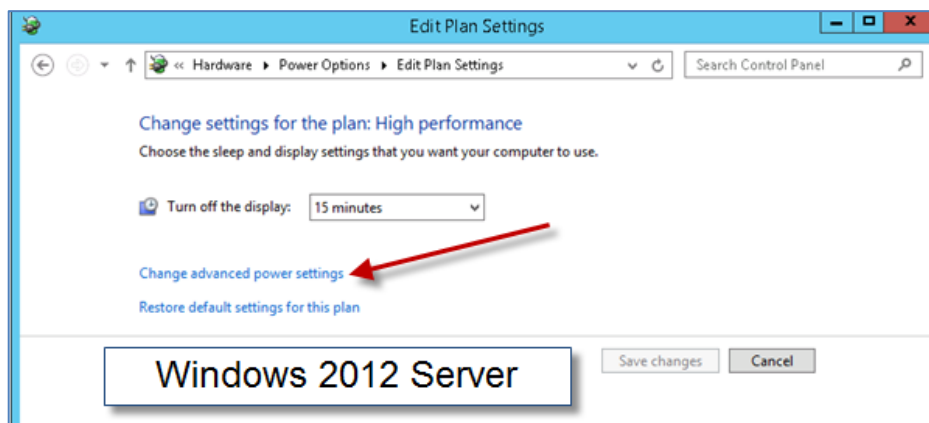 Edit Plan Settings
« Hardware ▸ Power Options ▸ Edit Plan Settings
Search Control Panel
Change settings for the plan: High performance
Choose the sleep and display settings that you want your computer to use.
Turn off the display: 15 minutes
Change advanced power settings
Restore default settings for this plan
Save changes Cancel
Windows 2012 Server